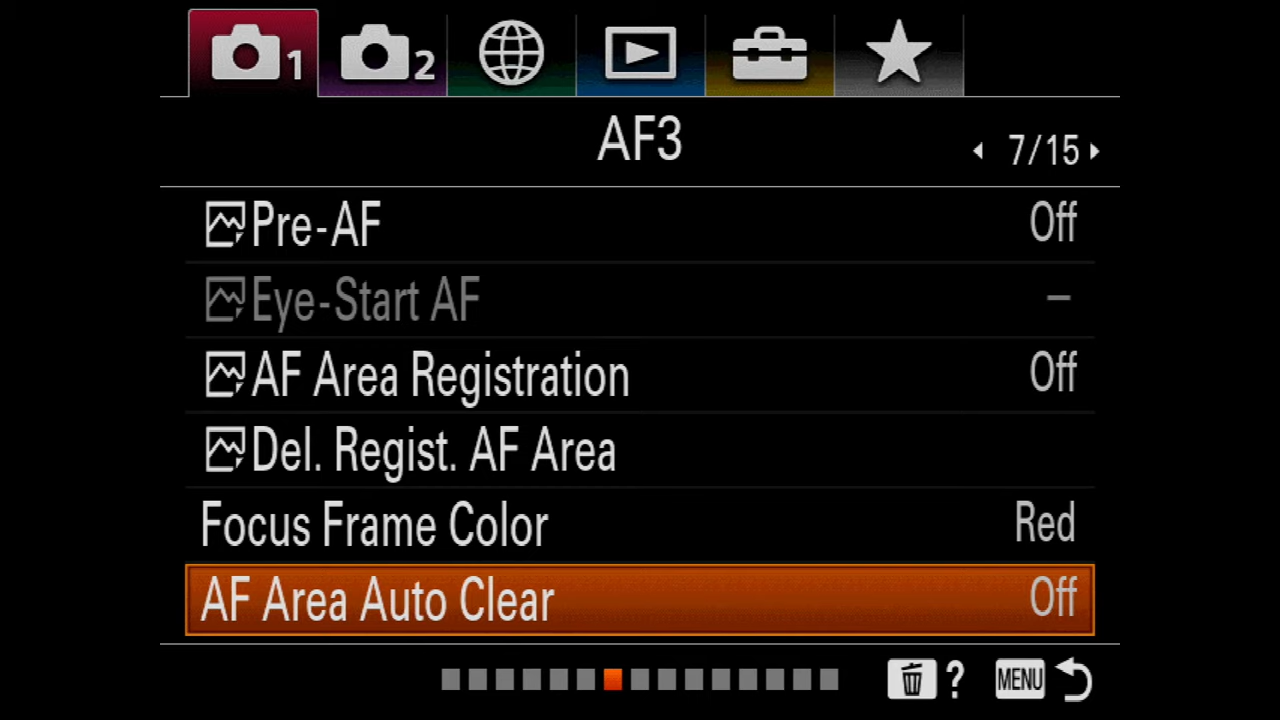 1 2
AF3
7/15
Pre-AF Off
Eye-Start AF –
AF Area Registration Off
Del. Regist. AF Area
Focus Frame Color Red
AF Area Auto Clear Off
? MENU